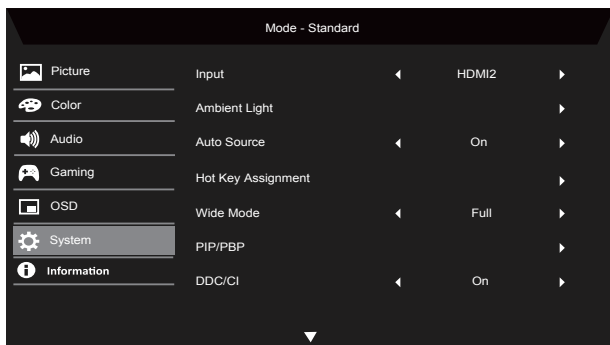 Mode - Standard
Picture
Color
Audio
Gaming
OSD
System
Information
Input HDMI2
Ambient Light
Auto Source On
Hot Key Assignment
Wide Mode Full
PIP/PBP
DDC/CI On